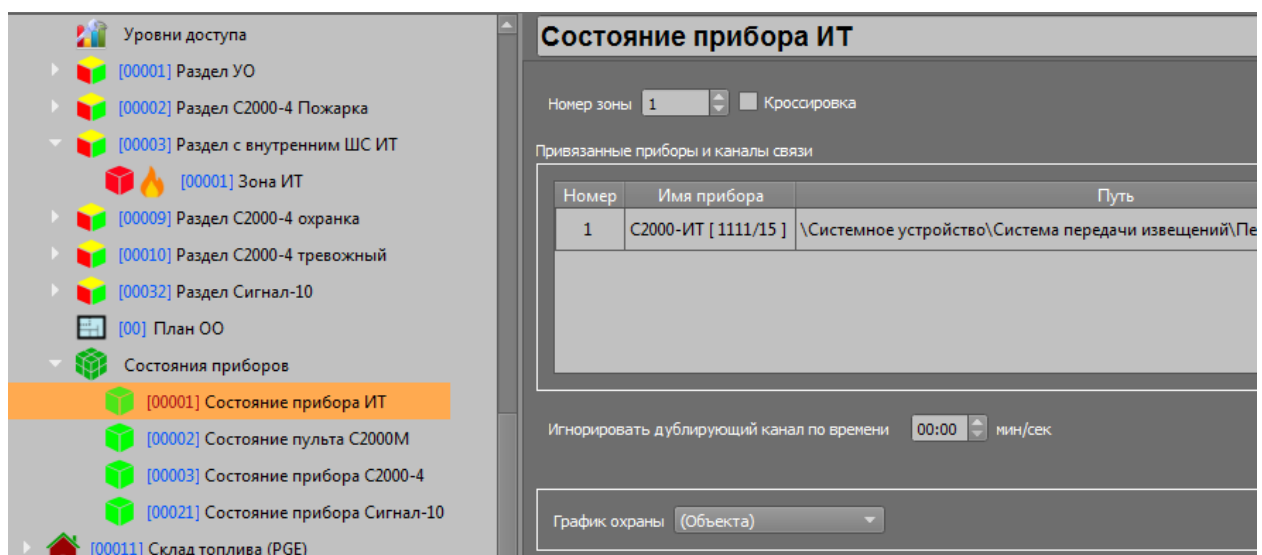 Уровни доступа
[00001] Раздел УО
[00002] Раздел С2000-4 Пожарка
[00003] Раздел с внутренним ШС ИТ
[00001] Зона ИТ
[00009] Раздел С2000-4 охранка
[00010] Раздел С2000-4 тревожный
[00032] Раздел Сигнал-10
[00] План ОО
Состояния приборов
[00001] Состояние прибора ИТ
[00002] Состояние пульта С2000М
[00003] Состояние прибора С2000-4
[00021] Состояние прибора Сигнал-10
[00011] Склад топлива (PGE)
Состояние прибора ИТ
Номер зоны 1 Кроссировка
Привязанные приборы и каналы связи
Номер Имя прибора Путь
1 С2000-ИТ [ 1111/15 ] \Системное устройство\Система передачи извещений\Пе
Игнорировать дублирующий канал по времени 00:00 мин/сек
График охраны (Объекта)